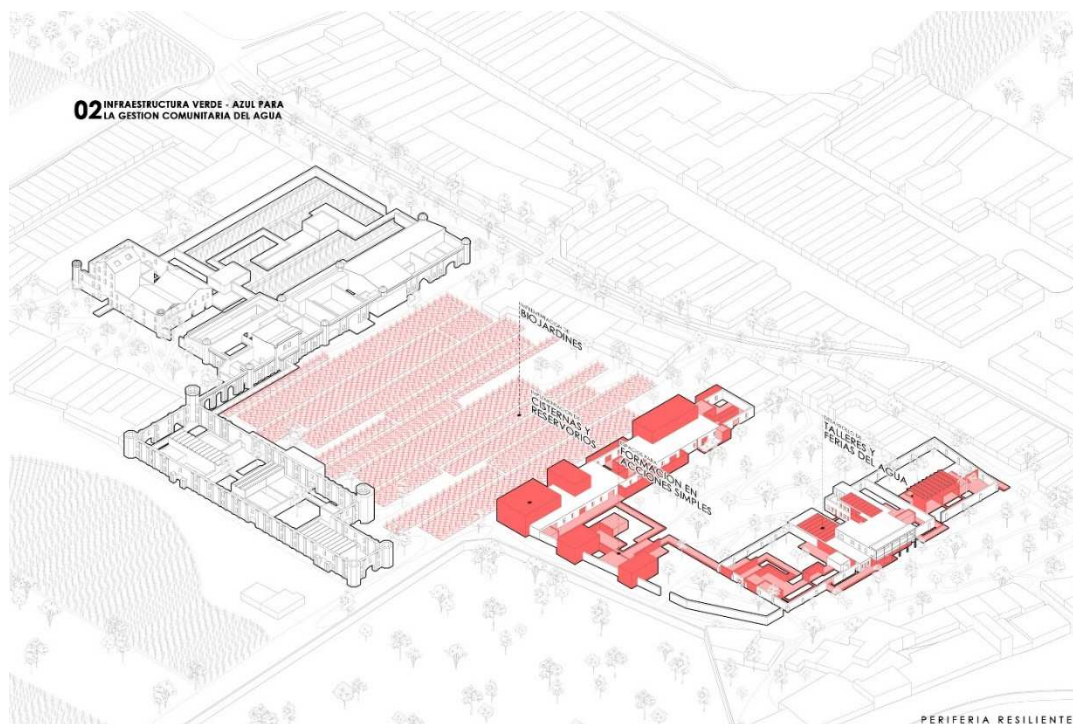 02 INFRAESTRUCTURA VERDE - AZUL PARA
LA GESTION COMUNITARIA DEL AGUA
BIOJARDINES
CISTERNAS Y
RESERVORIOS
FORMACION EN
ACCIONES SIMPLES
TALLERES Y
FERIAS DEL AGUA
PERIFERIA RESILIENTE